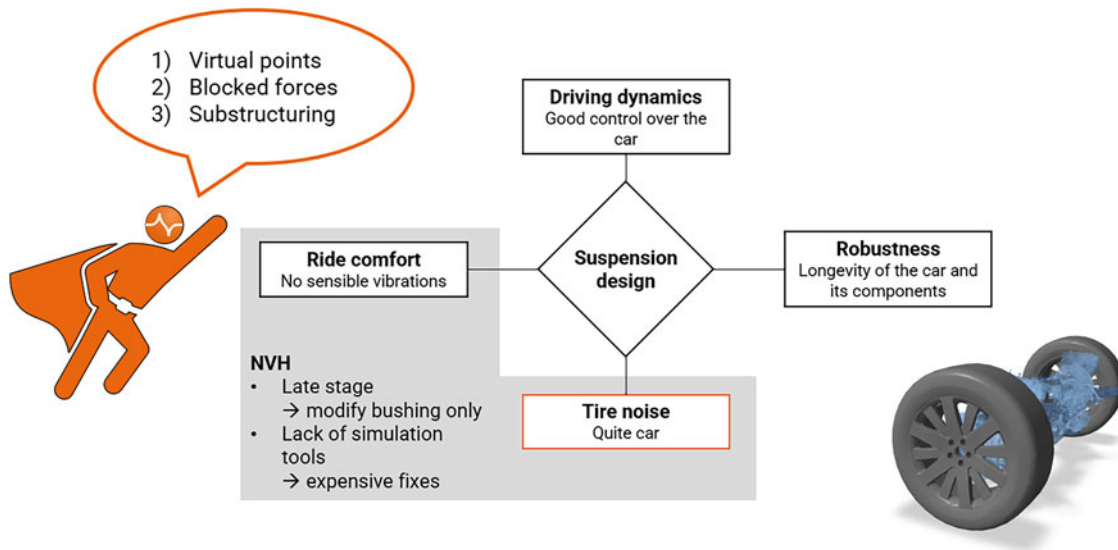 1) Virtual points
2) Blocked forces
3) Substructuring
Driving dynamics
Good control over the
car
Ride comfort
No sensible vibrations
Suspension
design
Robustness
Longevity of the car and
its components
NVH
• Late stage
→ modify bushing only
• Lack of simulation
tools
→ expensive fixes
Tire noise
Quite car